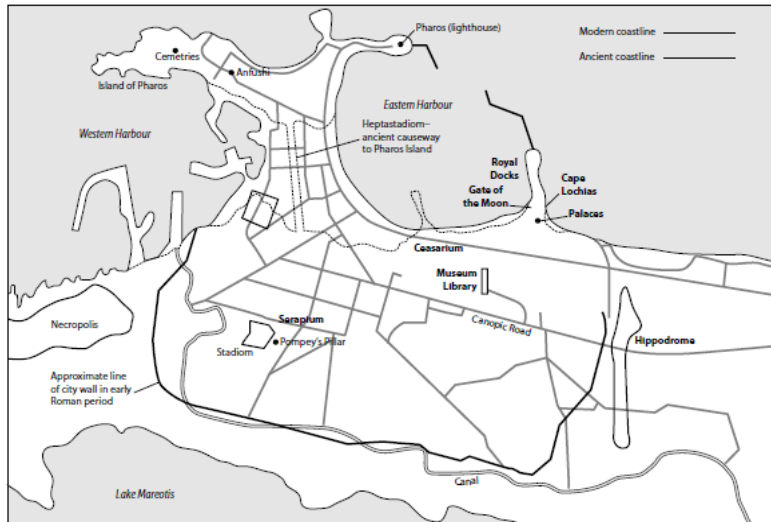 Pharos (lighthouse)
Modern coastline
Ancient coastline
Cemetries
Anfushi
Island of Pharos
Eastern Harbour
Western Harbour
Heptastadiom–
ancient causeway
to Pharos Island
Royal
Docks
Gate of
the Moon
Cape
Lochias
Palaces
Ceasarium
Museum
Library
Canopic Road
Necropolis
Serapium
Stadiom
Pompey's Pillar
Hippodrome
Approximate line
of city wall in early
Roman period
Canal
Lake Mareotis